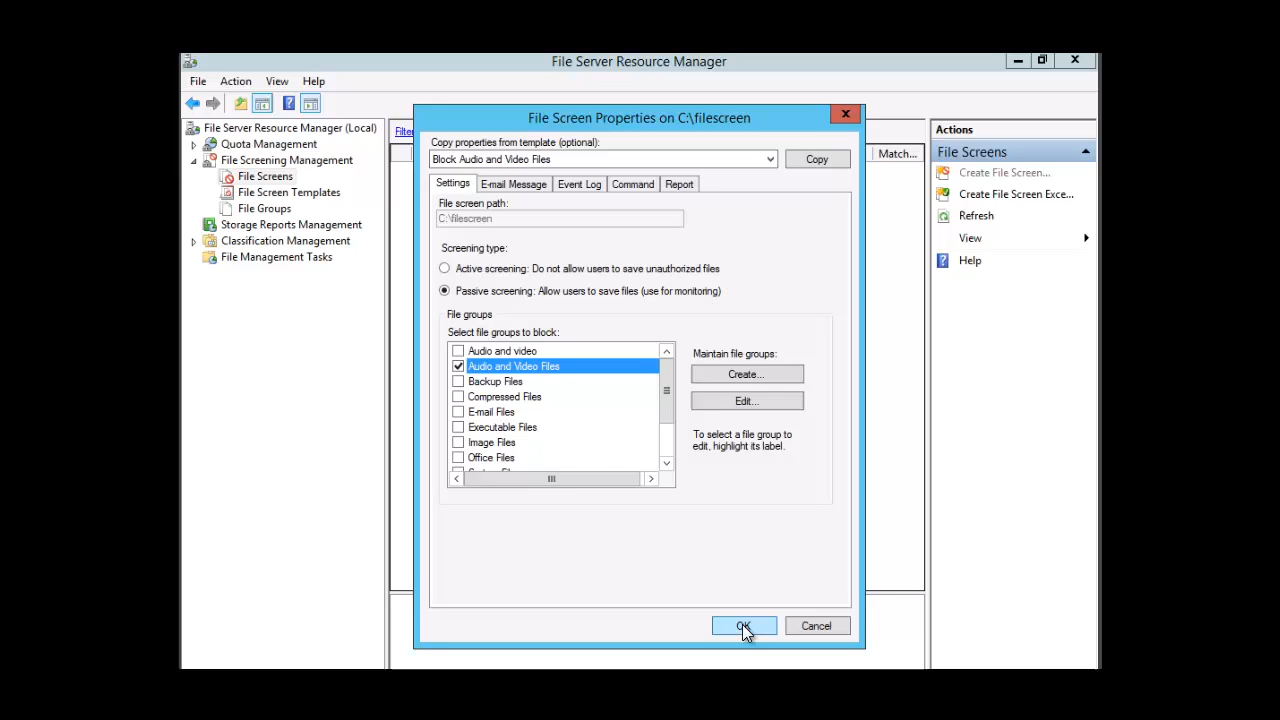 File Server Resource Manager
File Action View Help
File Server Resource Manager (Local)
Quota Management
File Screening Management
File Screens
File Screen Templates
File Groups
Storage Reports Management
Classification Management
File Management Tasks
Filter
Match...
File Screen Properties on C:\filescreen
Copy properties from template (optional):
Block Audio and Video Files
Copy
Settings E-mail Message Event Log Command Report
File screen path:
C:\filescreen
Screening type:
Active screening: Do not allow users to save unauthorized files
Passive screening: Allow users to save files (use for monitoring)
File groups
Select file groups to block:
Audio and video
Audio and Video Files
Backup Files
Compressed Files
E-mail Files
Executable Files
Image Files
Office Files
Maintain file groups:
Create...
Edit...
To select a file group to
edit, highlight its label.
OK
Cancel
Actions
File Screens
Create File Screen...
Create File Screen Exce...
Refresh
View
Help